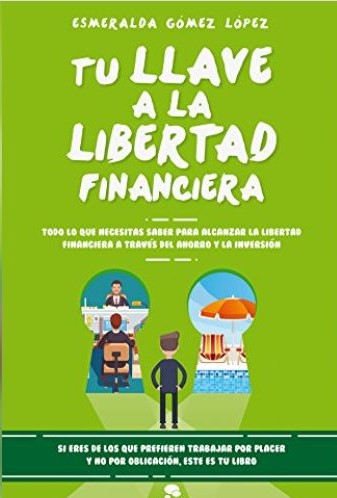 ESMERALDA GÓMEZ LÓPEZ
TU LLAVE
A LA
LIBERTAD
FINANCIERA
TODO LO QUE NECESITAS SABER PARA ALCANZAR LA LIBERTAD
FINANCIERA A TRAVÉS DEL AHORRO Y LA INVERSIÓN
SI ERES DE LOS QUE PREFIEREN TRABAJAR POR PLACER
Y NO POR OBLIGACIÓN, ESTE ES TU LIBRO